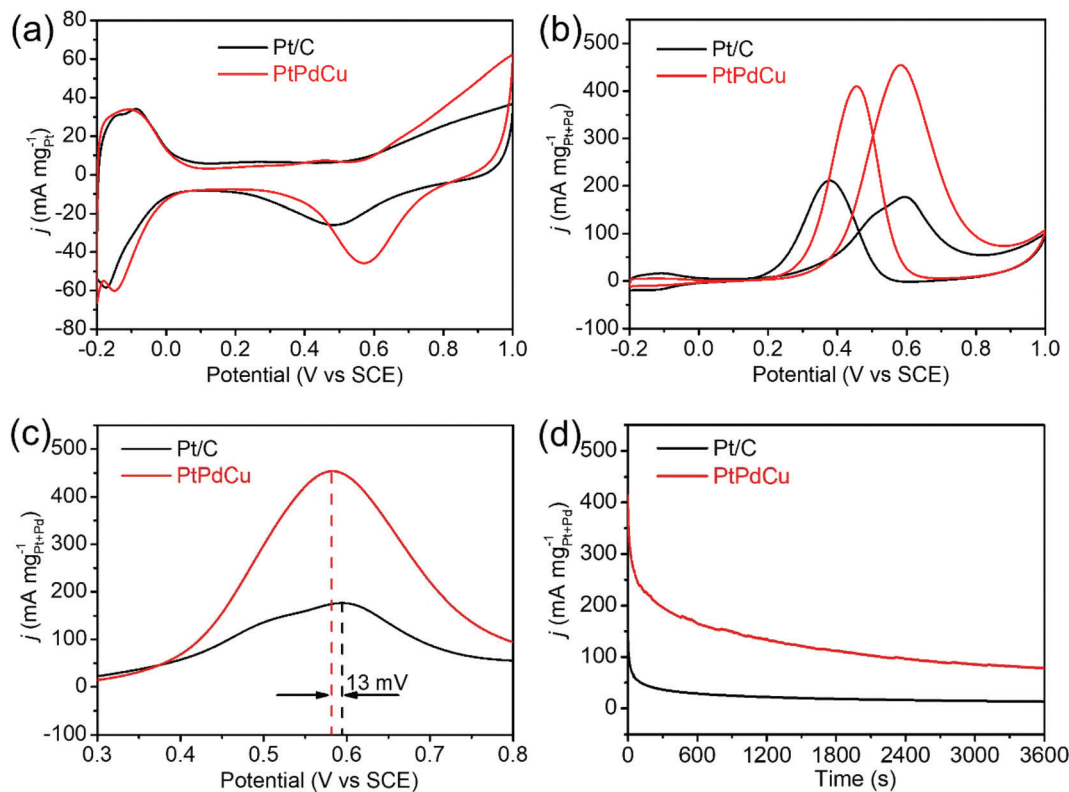 (a)
Pt/C
PtPdCu
80
60
40
20
0
-20
-40
-60
-80
j (mA mg⁻¹Pt)
-0.2 0.0 0.2 0.4 0.6 0.8 1.0
Potential (V vs SCE)
(b)
Pt/C
PtPdCu
500
400
300
200
100
0
-100
j (mA mg⁻¹Pt+Pd)
-0.2 0.0 0.2 0.4 0.6 0.8 1.0
Potential (V vs SCE)
(c)
Pt/C
PtPdCu
500
400
300
200
100
0
-100
j (mA mg⁻¹Pt+Pd)
13 mV
0.3 0.4 0.5 0.6 0.7 0.8
Potential (V vs SCE)
(d)
Pt/C
PtPdCu
500
400
300
200
100
0
j (mA mg⁻¹Pt+Pd)
0 600 1200 1800 2400 3000 3600
Time (s)